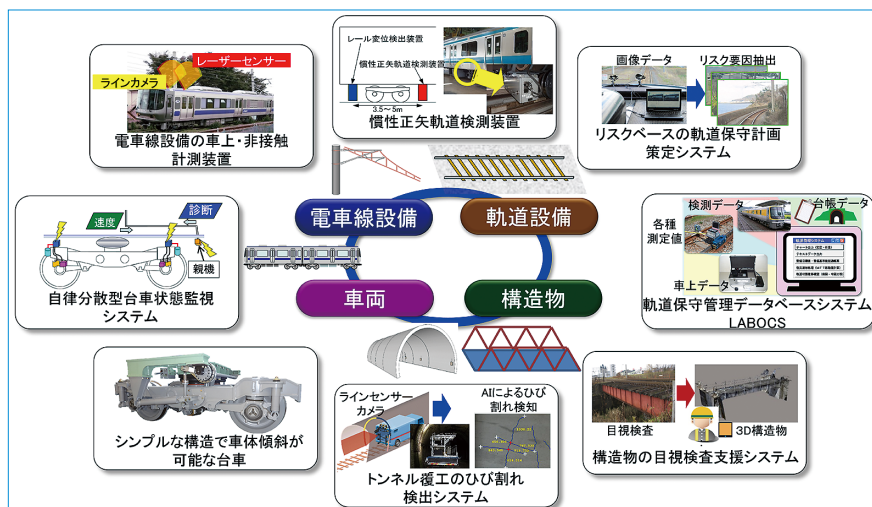 レーザーセンサー
ラインカメラ
電車線設備の車上・非接触
計測装置
レール変位検出装置
慣性正矢軌道検測装置
3.5～5m
慣性正矢軌道検測装置
画像データ
リスク要因抽出
リスクベースの軌道保守計画
策定システム
電車線設備
軌道設備
車両
構造物
速度
診断
親機
自律分散型台車状態監視
システム
検測データ
台帳データ
各種
測定値
車上データ
軌道保守管理データベースシステム
LABOCS
シンプルな構造で車体傾斜が
可能な台車
ラインセンサー
カメラ
AIによるひび
割れ検知
トンネル覆工のひび割れ
検出システム
目視検査
3D構造物
構造物の目視検査支援システム